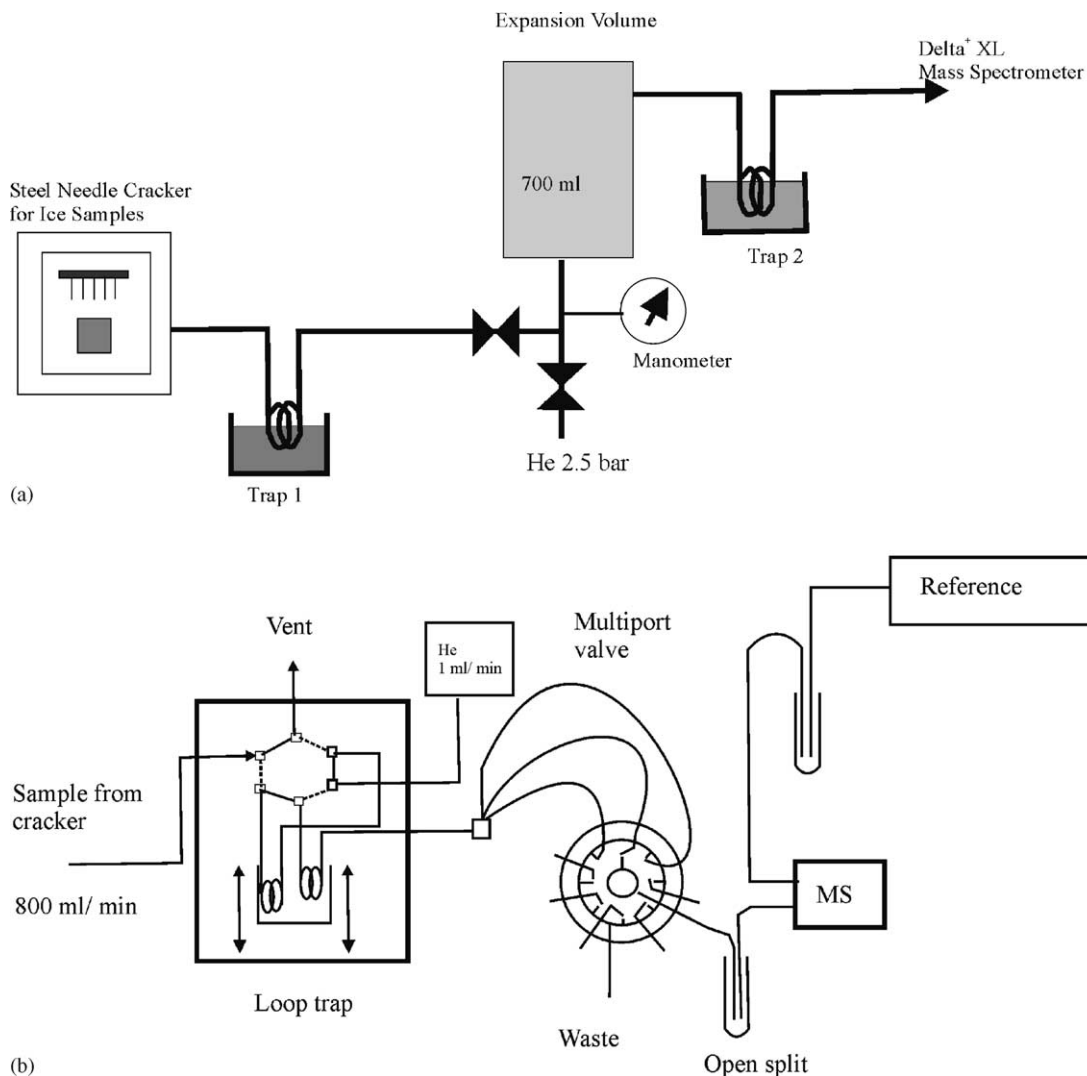 Expansion Volume
Delta+ XL
Mass Spectrometer
700 ml
Steel Needle Cracker
for Ice Samples
Trap 2
Manometer
He 2.5 bar
Trap 1
(a)
Reference
Vent
He
1 ml/ min
Multiport
valve
Sample from
cracker
800 ml/ min
MS
Loop trap
Waste
Open split
(b)